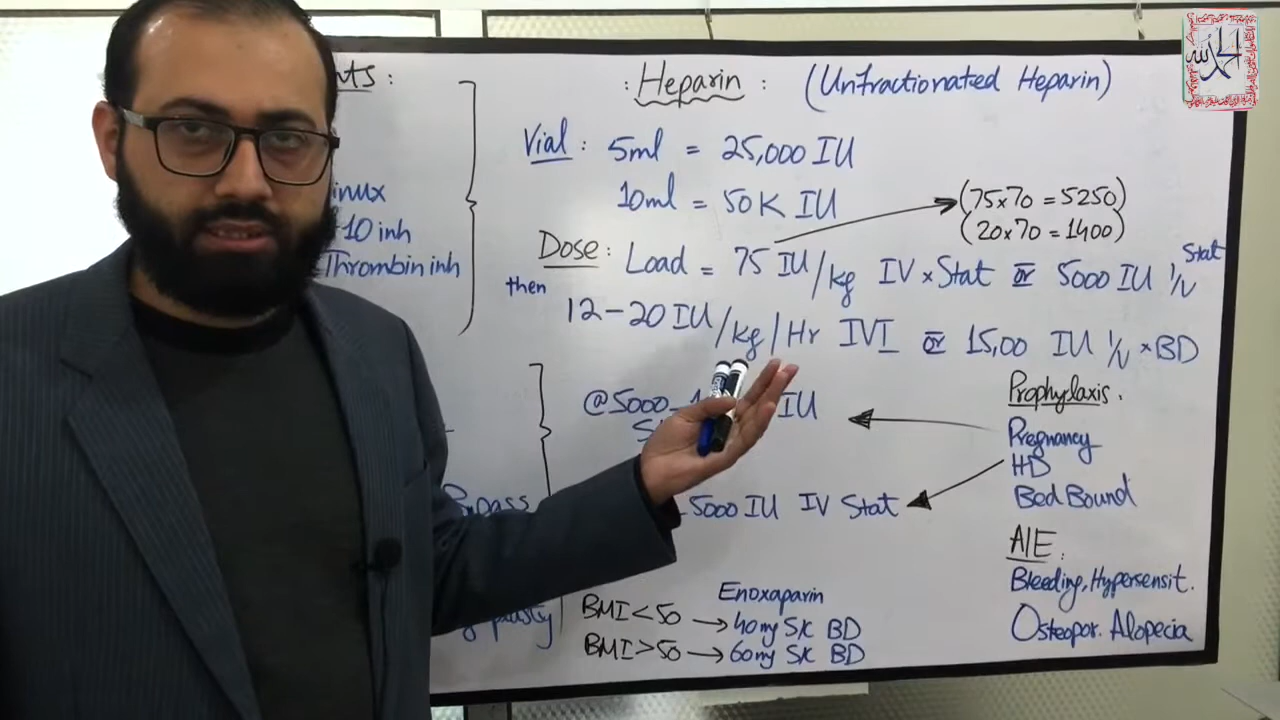 : Heparin : (Unfractionated Heparin)
Vial : 5ml = 25,000 IU
10ml = 50K IU
(75x70 = 5250)
(20x70 = 1400)
Dose : Load = 75 IU/kg IV x Stat or 5000 IU I/V Stat
then 12-20 IU/kg/Hr IVI or 15,00 IU I/V x BD
inux
10 inh
Thrombin inh
@5000 IU
Prophylaxis.
Pregnancy
HD
Bed Bound
5000 IU IV Stat
A/E.
Bleeding, Hypersensit.
Osteopor. Alopecia
Enoxaparin
BMI < 50 → 40mg S/C BD
BMI > 50 → 60mg S/C BD
الحمد لله